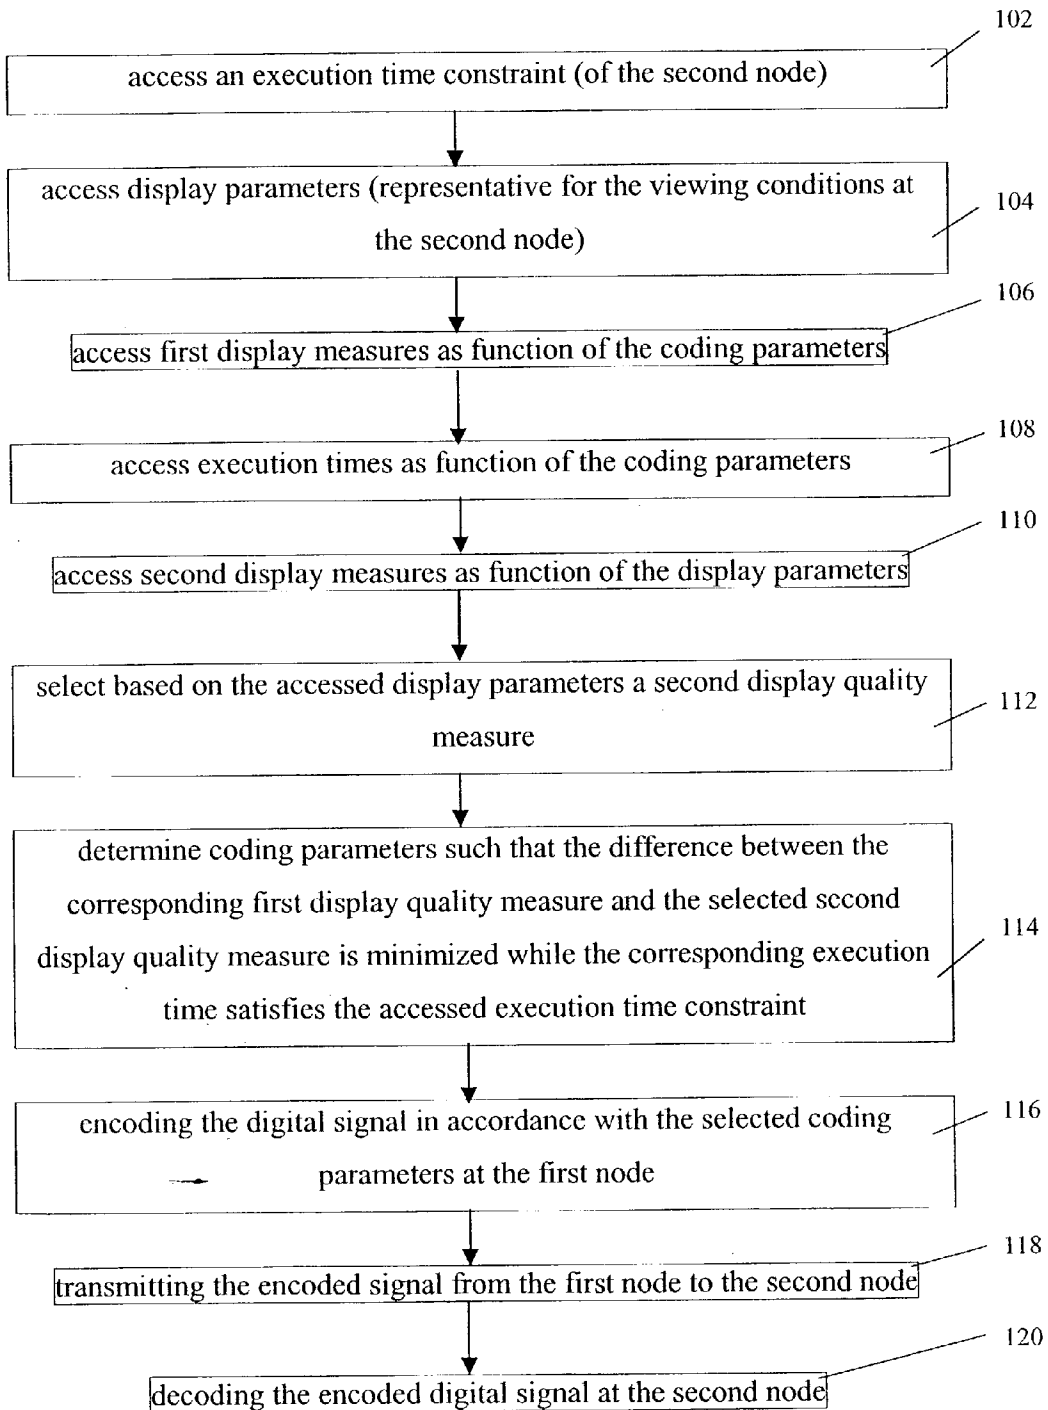 102
access an execution time constraint (of the second node)
access display parameters (representative for the viewing conditions at
the second node)
104
106
access first display measures as function of the coding parameters
108
access execution times as function of the coding parameters
110
access second display measures as function of the display parameters
select based on the accessed display parameters a second display quality
measure
112
determine coding parameters such that the difference between the
corresponding first display quality measure and the selected second
display quality measure is minimized while the corresponding execution
time satisfies the accessed execution time constraint
114
encoding the digital signal in accordance with the selected coding
parameters at the first node
116
118
transmitting the encoded signal from the first node to the second node
120
decoding the encoded digital signal at the second node